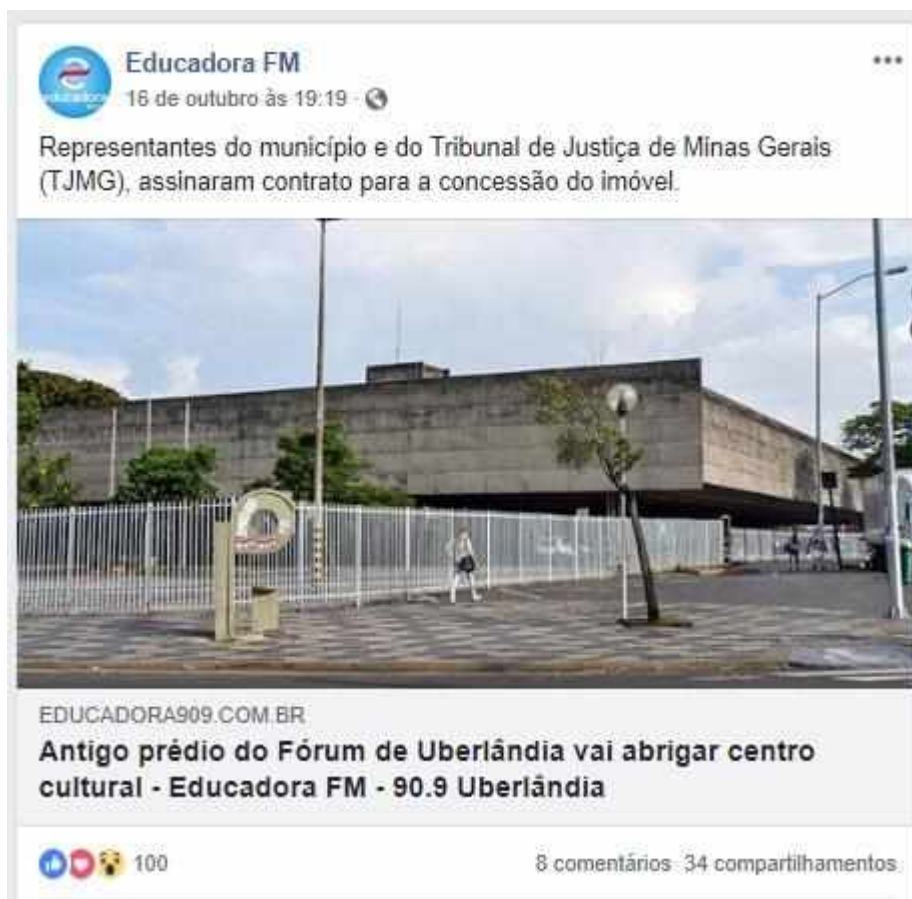 Educadora FM
16 de outubro às 19:19 ·
Representantes do município e do Tribunal de Justiça de Minas Gerais
(TJMG), assinaram contrato para a concessão do imóvel.
EDUCADORA909.COM.BR
Antigo prédio do Fórum de Uberlândia vai abrigar centro
cultural - Educadora FM - 90.9 Uberlândia
100
8 comentários 34 compartilhamentos